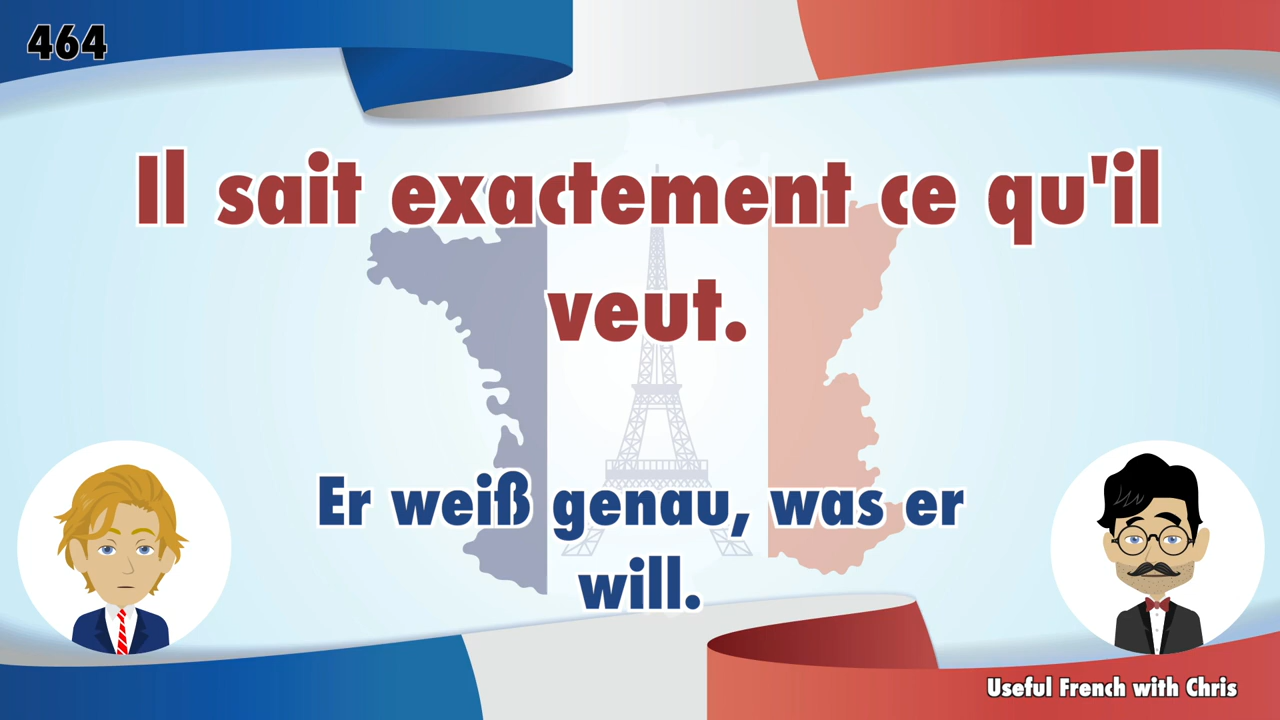 464
Il sait exactement ce qu'il
veut.
Er weiß genau, was er
will.
Useful French with Chris